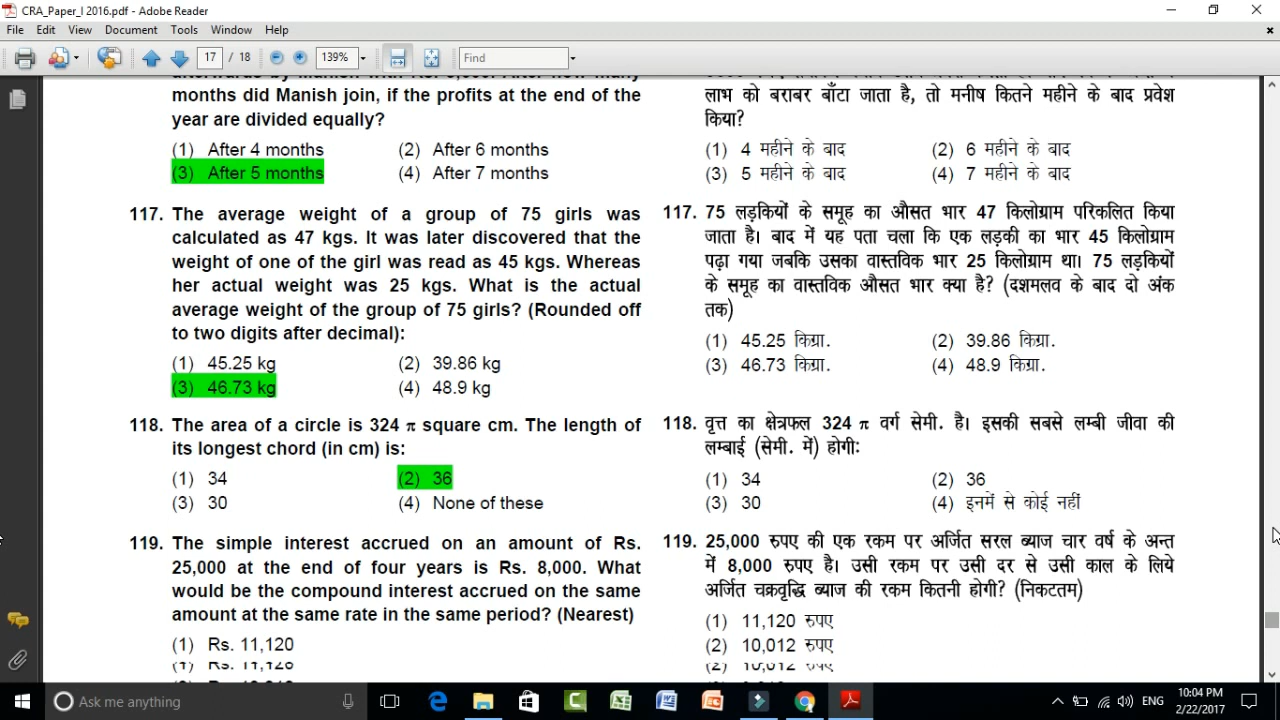 CRA_Paper_I 2016.pdf - Adobe Reader
File Edit View Document Tools Window Help
17 / 18 139% Find
months did Manish join, if the profits at the end of the
year are divided equally?
(1) After 4 months (2) After 6 months
(3) After 5 months (4) After 7 months
117. The average weight of a group of 75 girls was
calculated as 47 kgs. It was later discovered that the
weight of one of the girl was read as 45 kgs. Whereas
her actual weight was 25 kgs. What is the actual
average weight of the group of 75 girls? (Rounded off
to two digits after decimal):
(1) 45.25 kg (2) 39.86 kg
(3) 46.73 kg (4) 48.9 kg
118. The area of a circle is 324 π square cm. The length of
its longest chord (in cm) is:
(1) 34 (2) 36
(3) 30 (4) None of these
119. The simple interest accrued on an amount of Rs.
25,000 at the end of four years is Rs. 8,000. What
would be the compound interest accrued on the same
amount at the same rate in the same period? (Nearest)
(1) Rs. 11,120
लाभ को बराबर बाँटा जाता है, तो मनीष कितने महीने के बाद प्रवेश
किया?
(1) 4 महीने के बाद (2) 6 महीने के बाद
(3) 5 महीने के बाद (4) 7 महीने के बाद
117. 75 लड़कियों के समूह का औसत भार 47 किलोग्राम परिकलित किया
जाता है। बाद में यह पता चला कि एक लड़की का भार 45 किलोग्राम
पढ़ा गया जबकि उसका वास्तविक भार 25 किलोग्राम था। 75 लड़कियों
के समूह का वास्तविक औसत भार क्या है? (दशमलव के बाद दो अंक
तक)
(1) 45.25 किग्रा. (2) 39.86 किग्रा.
(3) 46.73 किग्रा. (4) 48.9 किग्रा.
118. वृत्त का क्षेत्रफल 324 π वर्ग सेमी. है। इसकी सबसे लम्बी जीवा की
लम्बाई (सेमी. में) होगी:
(1) 34 (2) 36
(3) 30 (4) इनमें से कोई नहीं
119. 25,000 रुपए की एक रकम पर अर्जित सरल ब्याज चार वर्ष के अन्त
में 8,000 रुपए है। उसी रकम पर उसी दर से उसी काल के लिये
अर्जित चक्रवृद्धि ब्याज की रकम कितनी होगी? (निकटतम)
(1) 11,120 रुपए
(2) 10,012 रुपए
Ask me anything
ENG
10:04 PM
2/22/2017